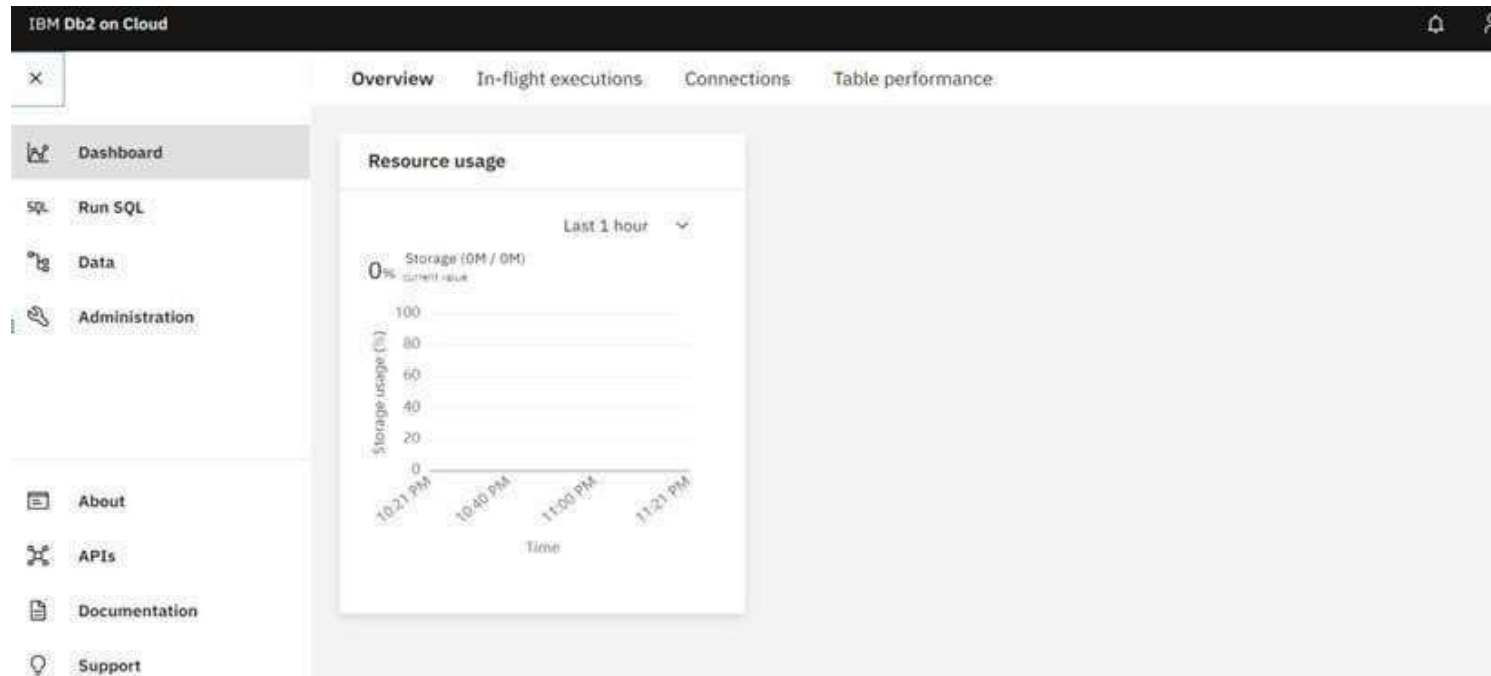 IBM Db2 on Cloud
Overview In-flight executions Connections Table performance
Dashboard
SQL Run SQL
Data
Administration
About
APIs
Documentation
Support
Resource usage
Last 1 hour
0% Storage (0M / 0M)
current value
Storage usage (%)
100
80
60
40
20
0
10:21 PM 10:40 PM 11:00 PM 11:21 PM
Time